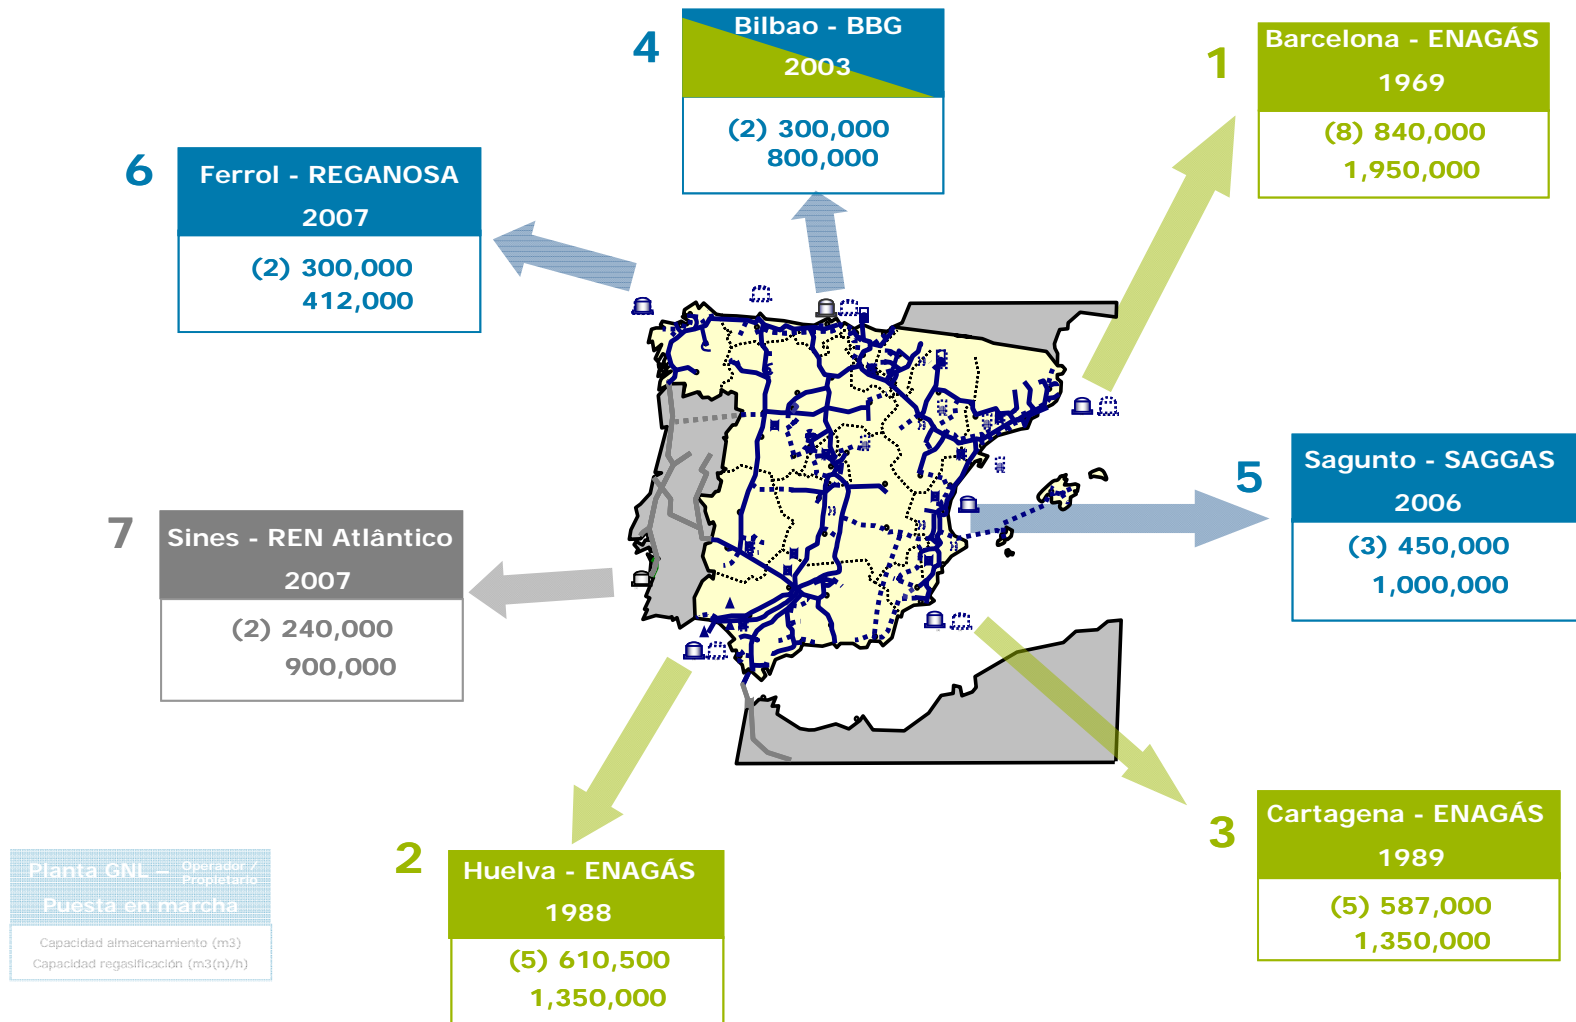 4
Bilbao - BBG
2003
(2) 300,000
800,000
1
Barcelona - ENAGÁS
1969
(8) 840,000
1,950,000
6
Ferrol - REGANOSA
2007
(2) 300,000
412,000
5
Sagunto - SAGGAS
2006
(3) 450,000
1,000,000
7
Sines - REN Atlântico
2007
(2) 240,000
900,000
3
Cartagena - ENAGÁS
1989
(5) 587,000
1,350,000
2
Huelva - ENAGÁS
1988
(5) 610,500
1,350,000
Planta GNL – Operador /
Propietario
Puesta en marcha
Capacidad almacenamiento (m3)
Capacidad regasificación (m3(n)/h)